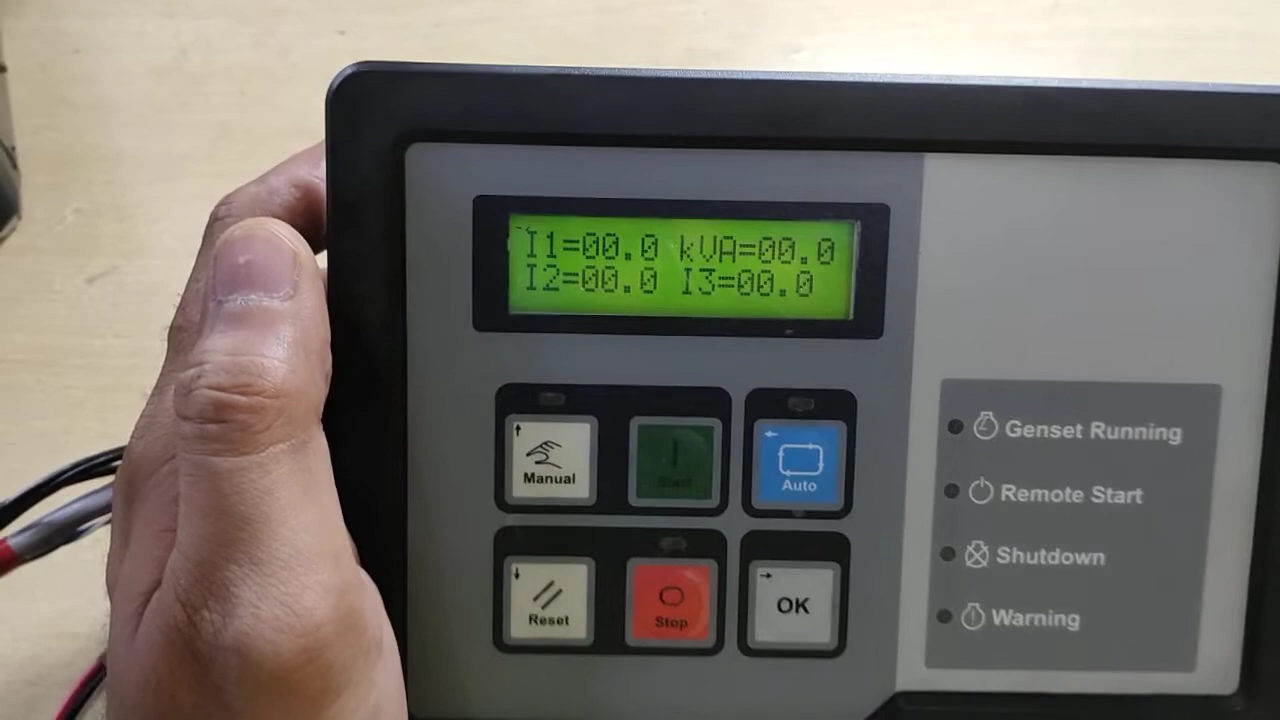 I1=00.0 kVA=00.0
I2=00.0 I3=00.0
Manual
Start
Auto
Reset
Stop
OK
Genset Running
Remote Start
Shutdown
Warning